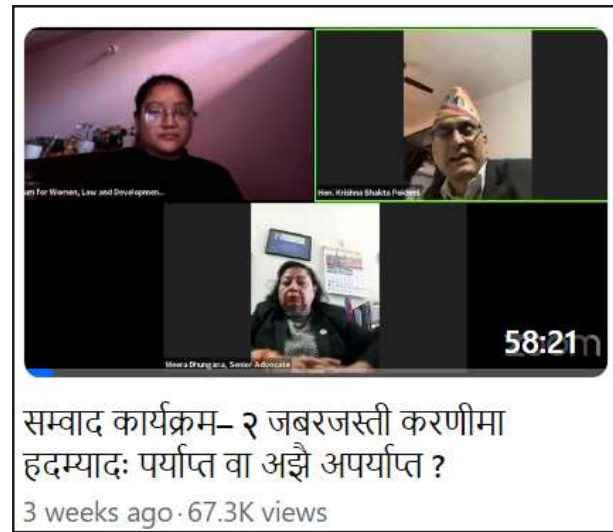 um for Women, Law and Developmen...
Hon. Krishna Bhakta Pokhrel
Meera Dhungana, Senior Advocate
58:21
सम्वाद कार्यक्रम– २ जबरजस्ती करणीमा
हदम्यादः पर्याप्त वा अझै अपर्याप्त ?
3 weeks ago · 67.3K views